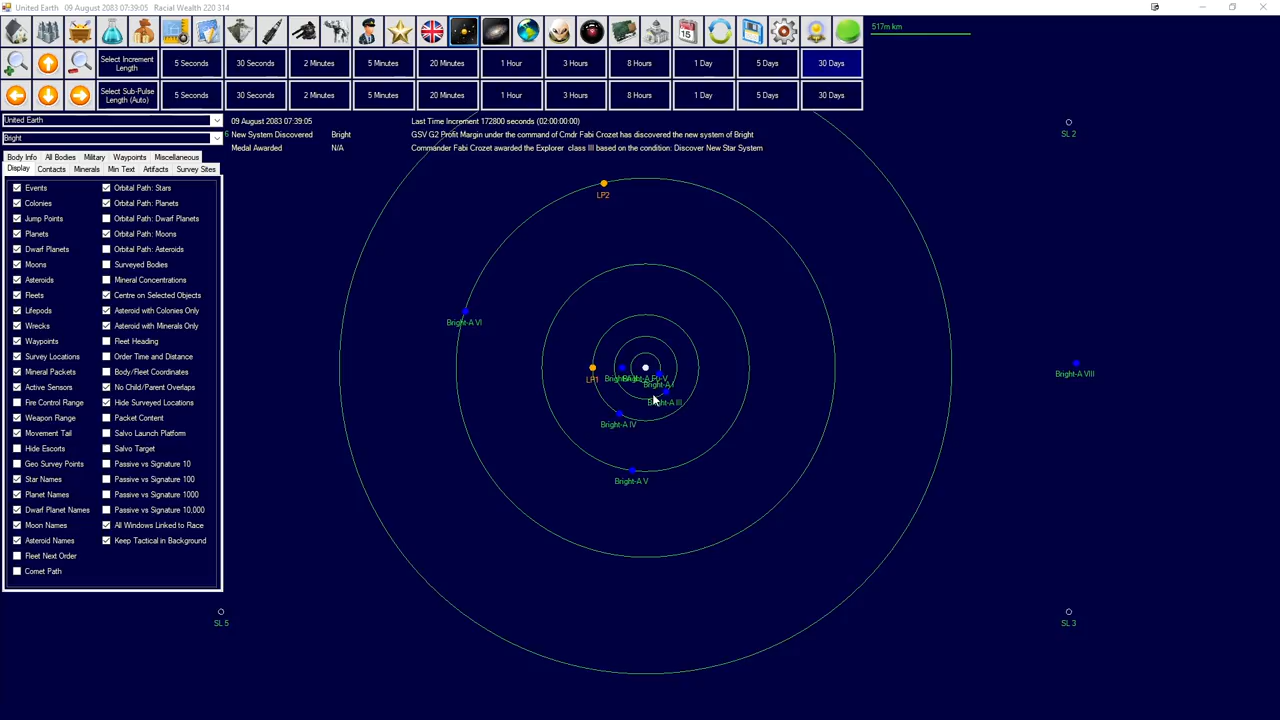 United Earth   09 August 2083 07:39:05   Racial Wealth 220 314
517m km
15
Select Increment Length
5 Seconds
30 Seconds
2 Minutes
5 Minutes
20 Minutes
1 Hour
3 Hours
8 Hours
1 Day
5 Days
30 Days
Select Sub-Pulse Length (Auto)
5 Seconds
30 Seconds
2 Minutes
5 Minutes
20 Minutes
1 Hour
3 Hours
8 Hours
1 Day
5 Days
30 Days
United Earth
Bright
09 August 2083 07:39:05   Last Time Increment 172800 seconds (02:00:00:00)
New System Discovered   Bright   GSV G2 Profit Margin under the command of Cmdr Fabi Crozet has discovered the new system of Bright
Medal Awarded   N/A   Commander Fabi Crozet awarded the Explorer  class III based on the condition: Discover New Star System
Body Info   All Bodies   Military   Waypoints   Miscellaneous
Display   Contacts   Minerals   Min Text   Artifacts   Survey Sites
Events   Orbital Path: Stars
Colonies   Orbital Path: Planets
Jump Points   Orbital Path: Dwarf Planets
Planets   Orbital Path: Moons
Dwarf Planets   Orbital Path: Asteroids
Moons   Surveyed Bodies
Asteroids   Mineral Concentrations
Fleets   Centre on Selected Objects
Lifepods   Asteroid with Colonies Only
Wrecks   Asteroid with Minerals Only
Waypoints   Fleet Heading
Survey Locations   Order Time and Distance
Mineral Packets   Body/Fleet Coordinates
Active Sensors   No Child/Parent Overlaps
Fire Control Range   Hide Surveyed Locations
Weapon Range   Packet Content
Movement Tail   Salvo Launch Platform
Hide Escorts   Salvo Target
Geo Survey Points   Passive vs Signature 10
Star Names   Passive vs Signature 100
Planet Names   Passive vs Signature 1000
Dwarf Planet Names   Passive vs Signature 10,000
Moon Names   All Windows Linked to Race
Asteroid Names   Keep Tactical in Background
Fleet Next Order
Comet Path
SL 2
LP2
Bright-A VI
LP1
Bright-A I
Bright-A III
Bright-A IV
Bright-A V
Bright-A VIII
SL 5
SL 3